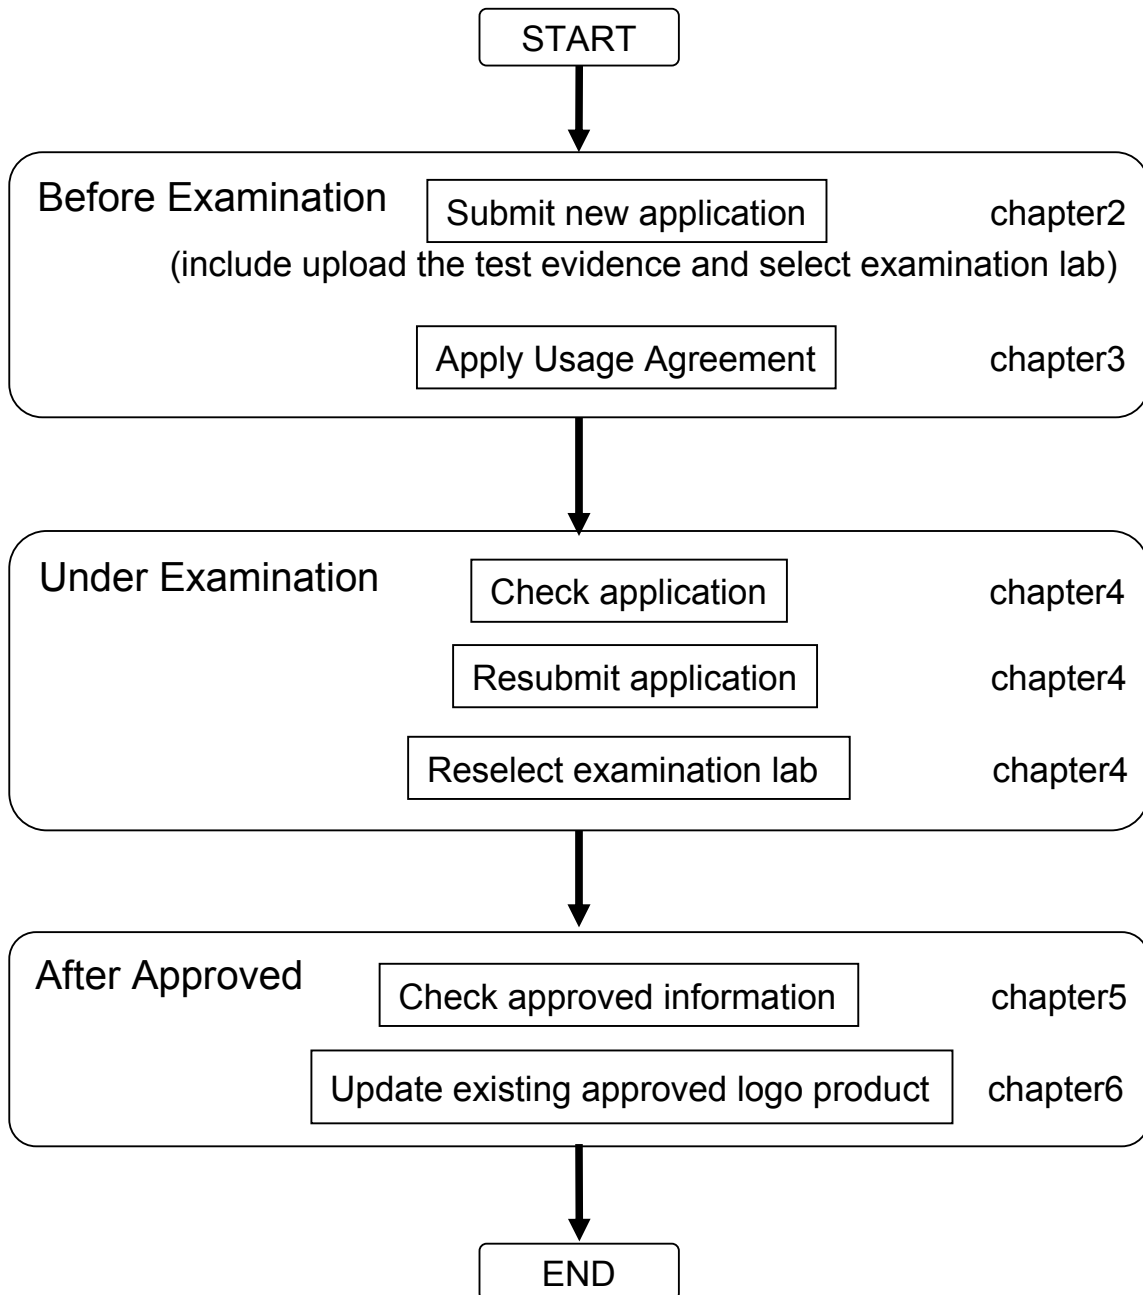 START
Before Examination
Submit new application chapter2
(include upload the test evidence and select examination lab)
Apply Usage Agreement chapter3
Under Examination
Check application chapter4
Resubmit application chapter4
Reselect examination lab chapter4
After Approved
Check approved information chapter5
Update existing approved logo product chapter6
END